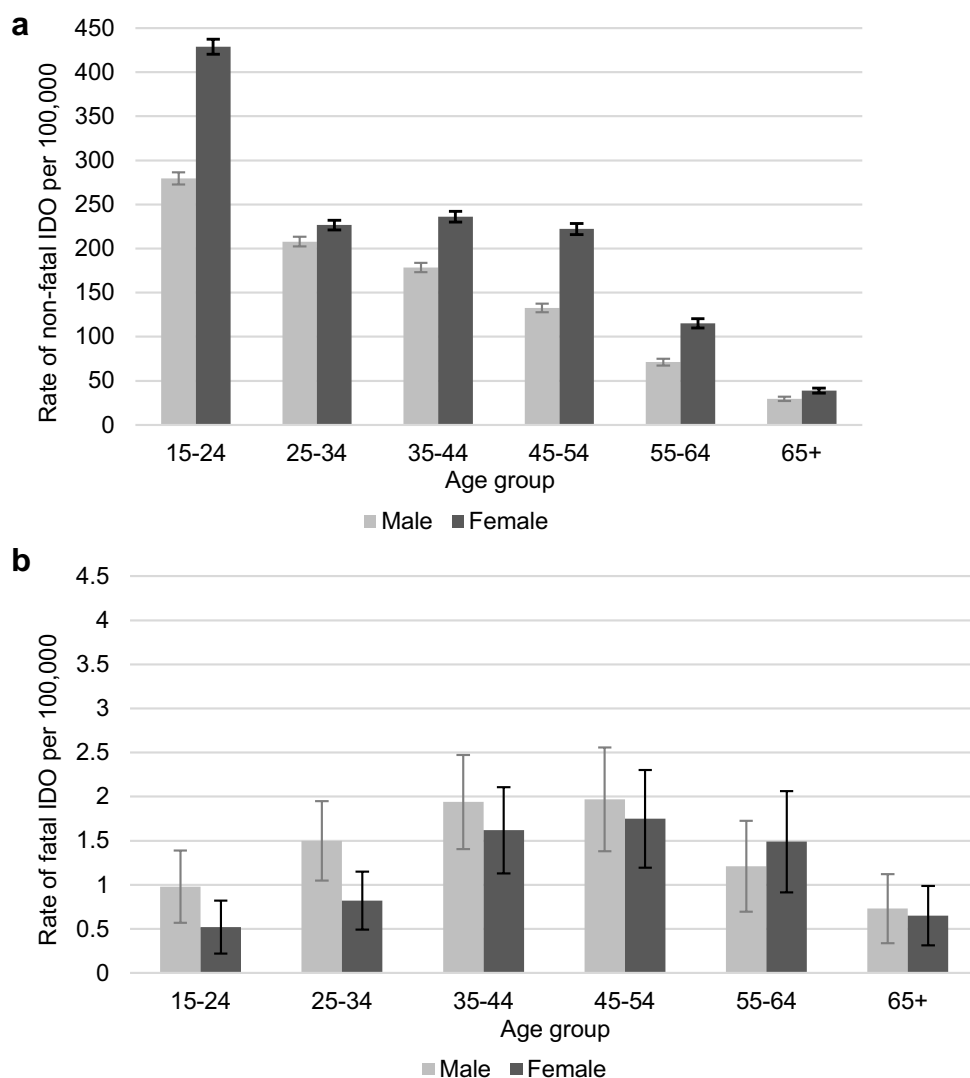 a
Rate of non-fatal IDO per 100,000
450
400
350
300
250
200
150
100
50
0
15-24 25-34 35-44 45-54 55-64 65+
Age group
Male Female
b
Rate of fatal IDO per 100,000
4.5
4
3.5
3
2.5
2
1.5
1
0.5
0
15-24 25-34 35-44 45-54 55-64 65+
Age group
Male Female